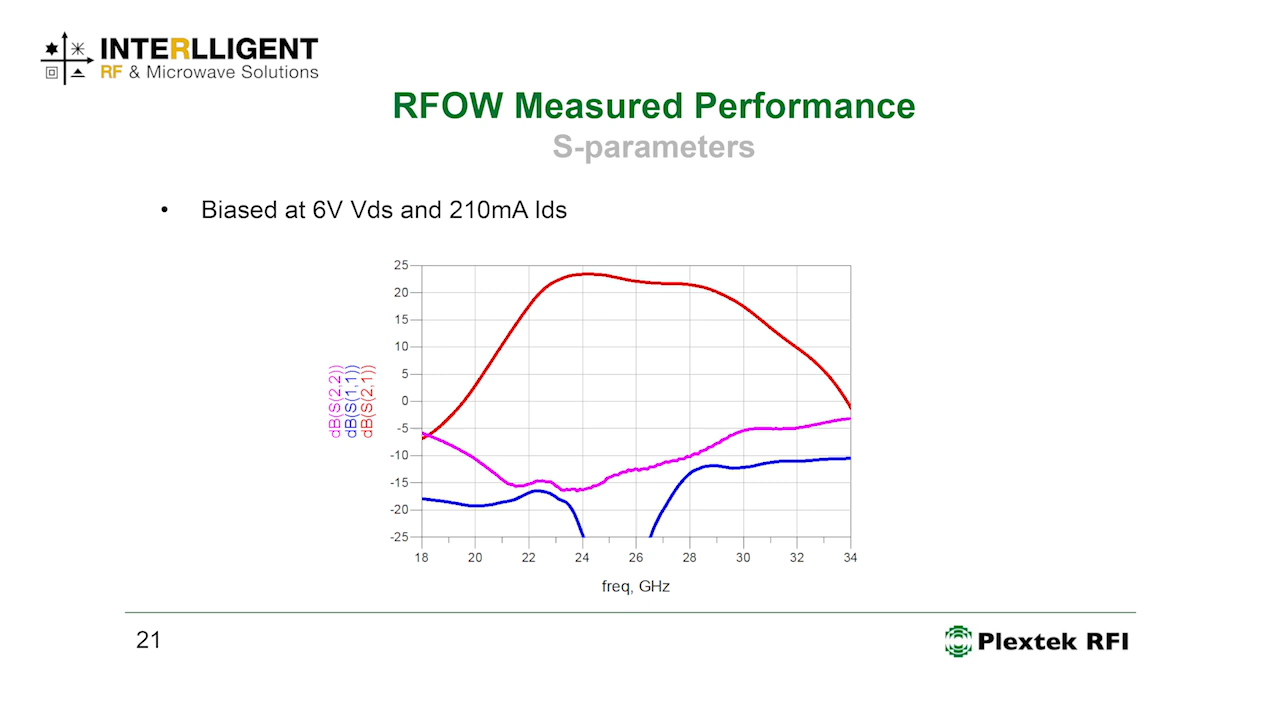 INTERLLIGENT
RF & Microwave Solutions
RFOW Measured Performance
S-parameters
• Biased at 6V Vds and 210mA Ids
dB(S(2,2))
dB(S(1,1))
dB(S(2,1))
25
20
15
10
5
0
-5
-10
-15
-20
-25
18 20 22 24 26 28 30 32 34
freq, GHz
21
Plextek RFI